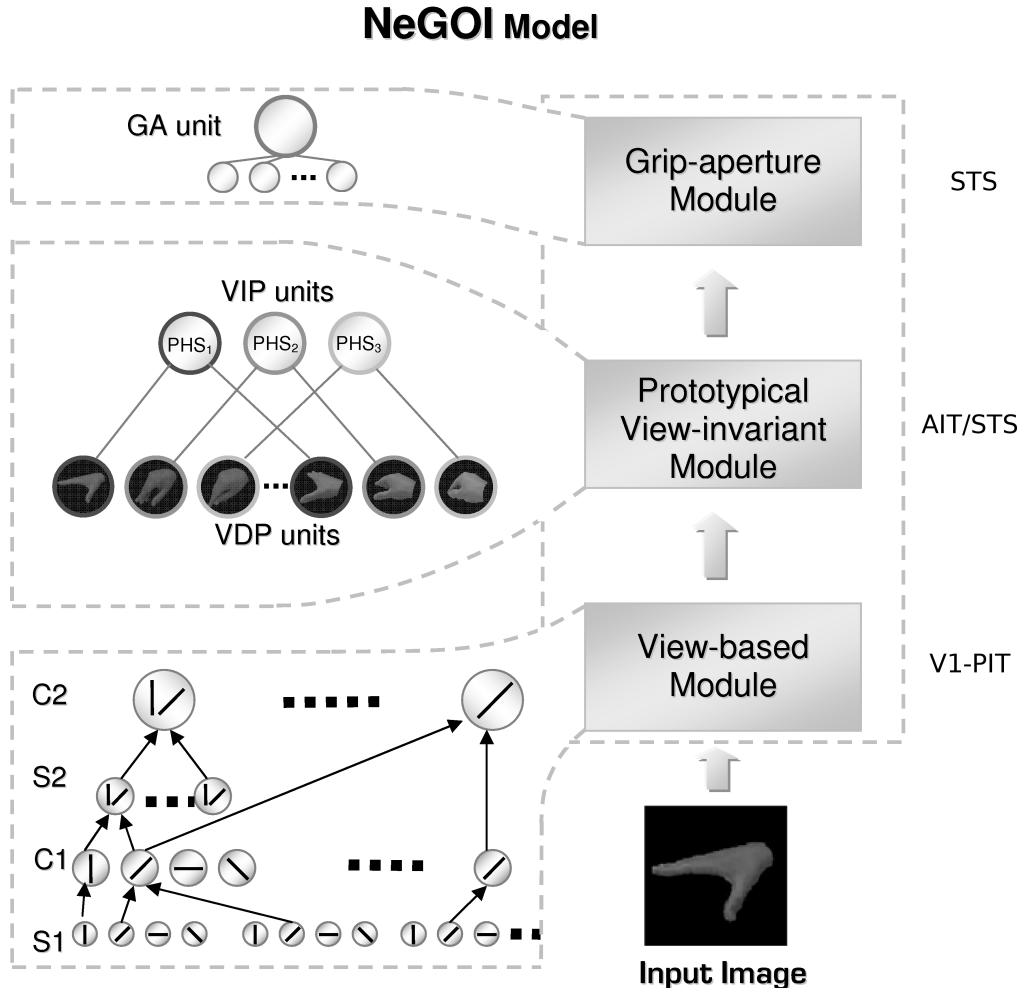 NeGOI Model
GA unit
Grip-aperture
Module
STS
VIP units
PHS1 PHS2 PHS3
VDP units
Prototypical
View-invariant
Module
AIT/STS
View-based
Module
V1-PIT
C2
S2
C1
S1
Input Image